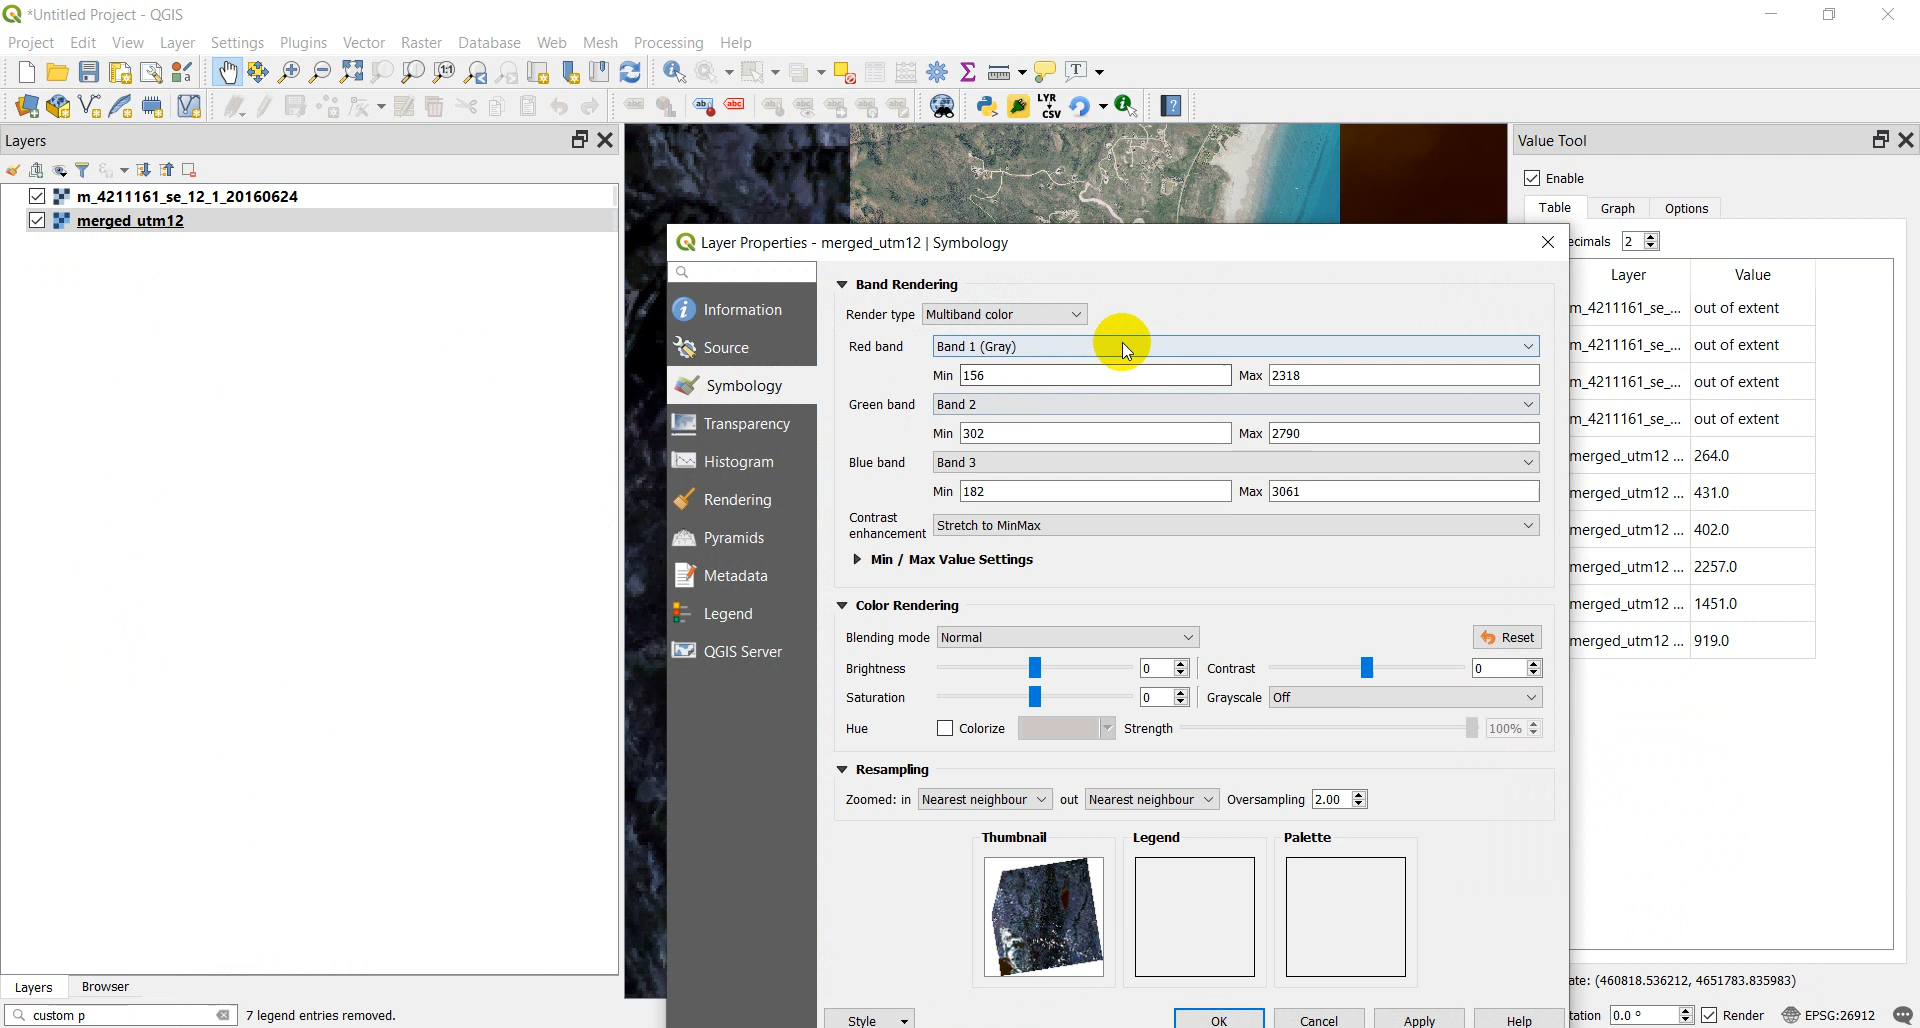 *Untitled Project - QGIS
Project Edit View Layer Settings Plugins Vector Raster Database Web Mesh Processing Help
Layers
m_4211161_se_12_1_20160624
merged_utm12
Layer Properties - merged_utm12 | Symbology
Information
Source
Symbology
Transparency
Histogram
Rendering
Pyramids
Metadata
Legend
QGIS Server
Band Rendering
Render type Multiband color
Red band Band 1 (Gray)
Min 156 Max 2318
Green band Band 2
Min 302 Max 2790
Blue band Band 3
Min 182 Max 3061
Contrast enhancement Stretch to MinMax
Min / Max Value Settings
Color Rendering
Blending mode Normal Reset
Brightness 0 Contrast 0
Saturation 0 Grayscale Off
Hue Colorize Strength 100%
Resampling
Zoomed: in Nearest neighbour out Nearest neighbour Oversampling 2.00
Thumbnail Legend Palette
Style OK Cancel Apply Help
Value Tool
Enable
Table Graph Options
ecimals 2
Layer Value
m_4211161_se_... out of extent
m_4211161_se_... out of extent
m_4211161_se_... out of extent
m_4211161_se_... out of extent
merged_utm12 ... 264.0
merged_utm12 ... 431.0
merged_utm12 ... 402.0
merged_utm12 ... 2257.0
merged_utm12 ... 1451.0
merged_utm12 ... 919.0
ate: (460818.536212, 4651783.835983)
Layers Browser
custom p 7 legend entries removed.
tation 0.0 ° Render EPSG:26912